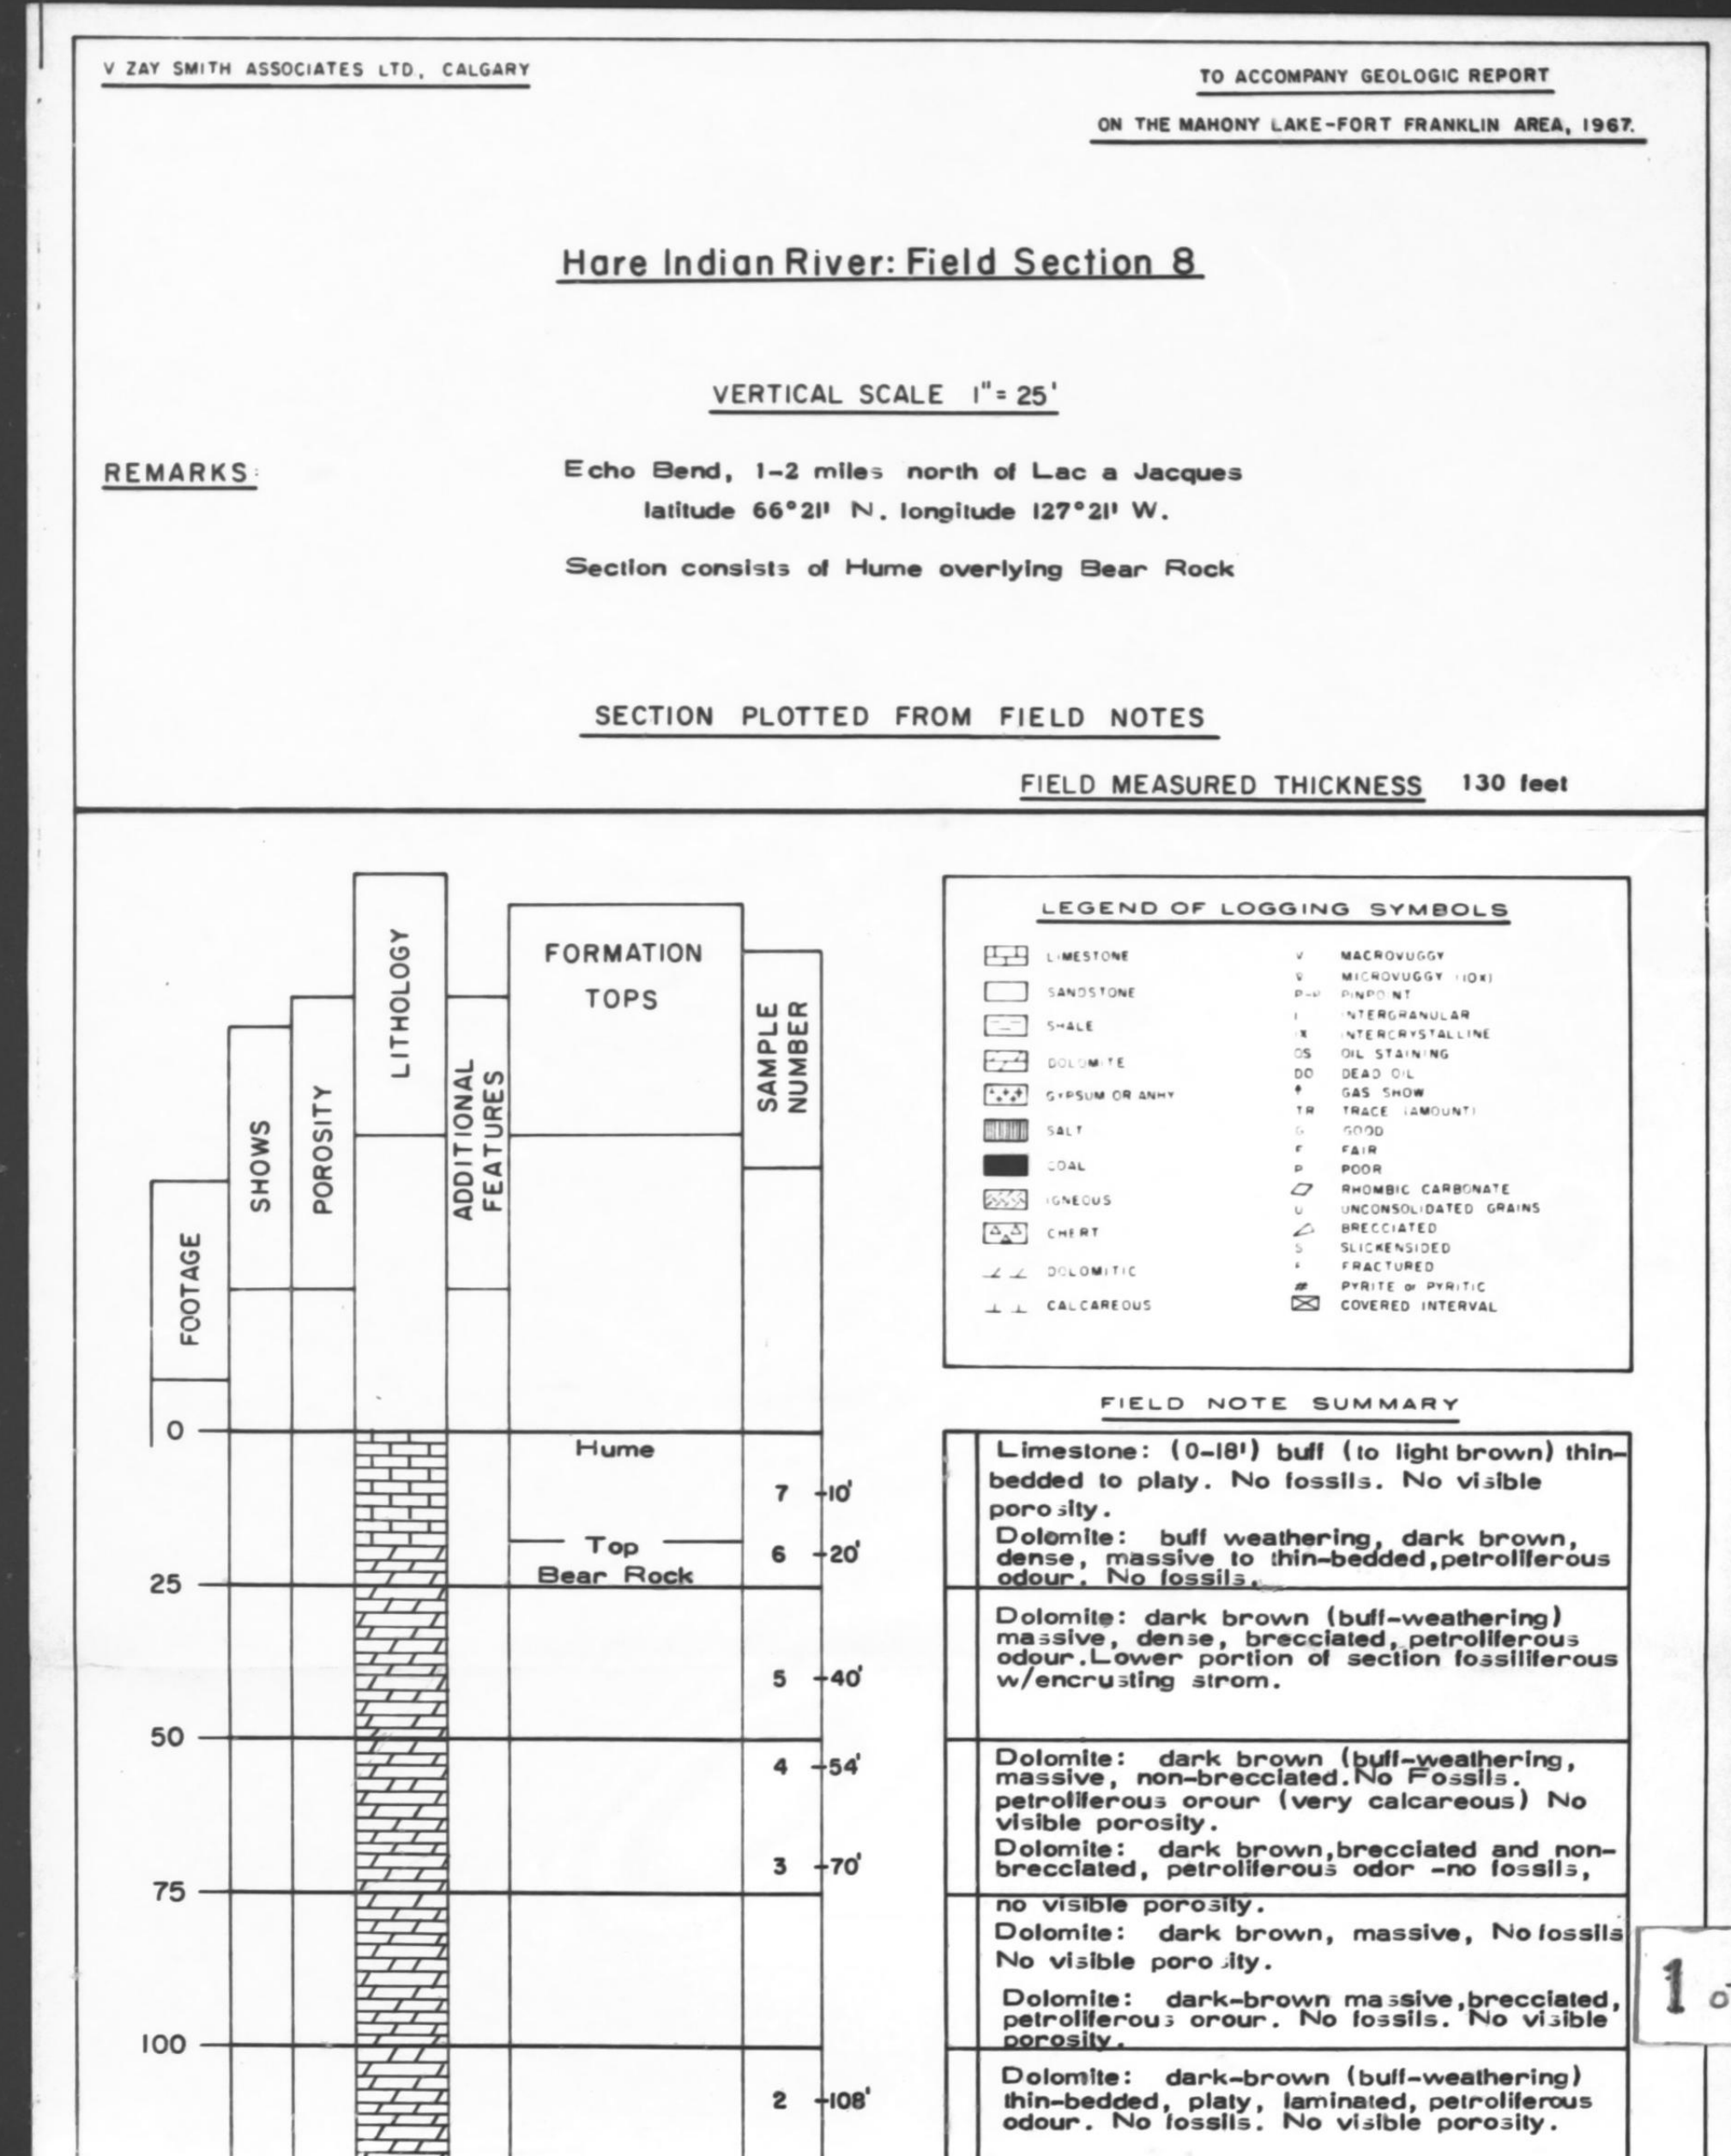 V ZAY SMITH ASSOCIATES LTD., CALGARY
TO ACCOMPANY GEOLOGIC REPORT
ON THE MAHONY LAKE-FORT FRANKLIN AREA, 1967.
Hare Indian River: Field Section 8
VERTICAL SCALE 1"= 25'
REMARKS:
Echo Bend, 1-2 miles north of Lac a Jacques
latitude 66°21' N. longitude 127°21' W.
Section consists of Hume overlying Bear Rock
SECTION PLOTTED FROM FIELD NOTES
FIELD MEASURED THICKNESS 130 feet
FOOTAGE
SHOWS
POROSITY
LITHOLOGY
ADDITIONAL
FEATURES
FORMATION
TOPS
SAMPLE
NUMBER
LEGEND OF LOGGING SYMBOLS
LIMESTONE
SANDSTONE
SHALE
DOLOMITE
GYPSUM OR ANHY
SALT
COAL
IGNEOUS
CHERT
DOLOMITIC
CALCAREOUS
V MACROVUGGY
MICROVUGGY (10X)
P-P PINPOINT
I INTERGRANULAR
IX INTERCRYSTALLINE
OS OIL STAINING
DO DEAD OIL
GAS SHOW
TR TRACE (AMOUNT)
G GOOD
F FAIR
P POOR
RHOMBIC CARBONATE
U UNCONSOLIDATED GRAINS
BRECCIATED
S SLICKENSIDED
FRACTURED
# PYRITE or PYRITIC
COVERED INTERVAL
0
25
50
75
100
Hume
Top
Bear Rock
7 10'
6 20'
5 40'
4 54'
3 70'
2 108'
FIELD NOTE SUMMARY
Limestone: (0-18') buff (to light brown) thin-
bedded to platy. No fossils. No visible
porosity.
Dolomite: buff weathering, dark brown,
dense, massive to thin-bedded, petroliferous
odour. No fossils.
Dolomite: dark brown (buff-weathering)
massive, dense, brecciated, petroliferous
odour. Lower portion of section fossiliferous
w/encrusting strom.
Dolomite: dark brown (buff-weathering,
massive, non-brecciated. No Fossils.
petroliferous orour (very calcareous) No
visible porosity.
Dolomite: dark brown, brecciated and non-
brecciated, petroliferous odor -no fossils,
no visible porosity.
Dolomite: dark brown, massive, No fossils
No visible porosity.
Dolomite: dark-brown massive, brecciated,
petroliferous orour. No fossils. No visible
porosity.
Dolomite: dark-brown (buff-weathering)
thin-bedded, platy, laminated, petroliferous
odour. No fossils. No visible porosity.
1